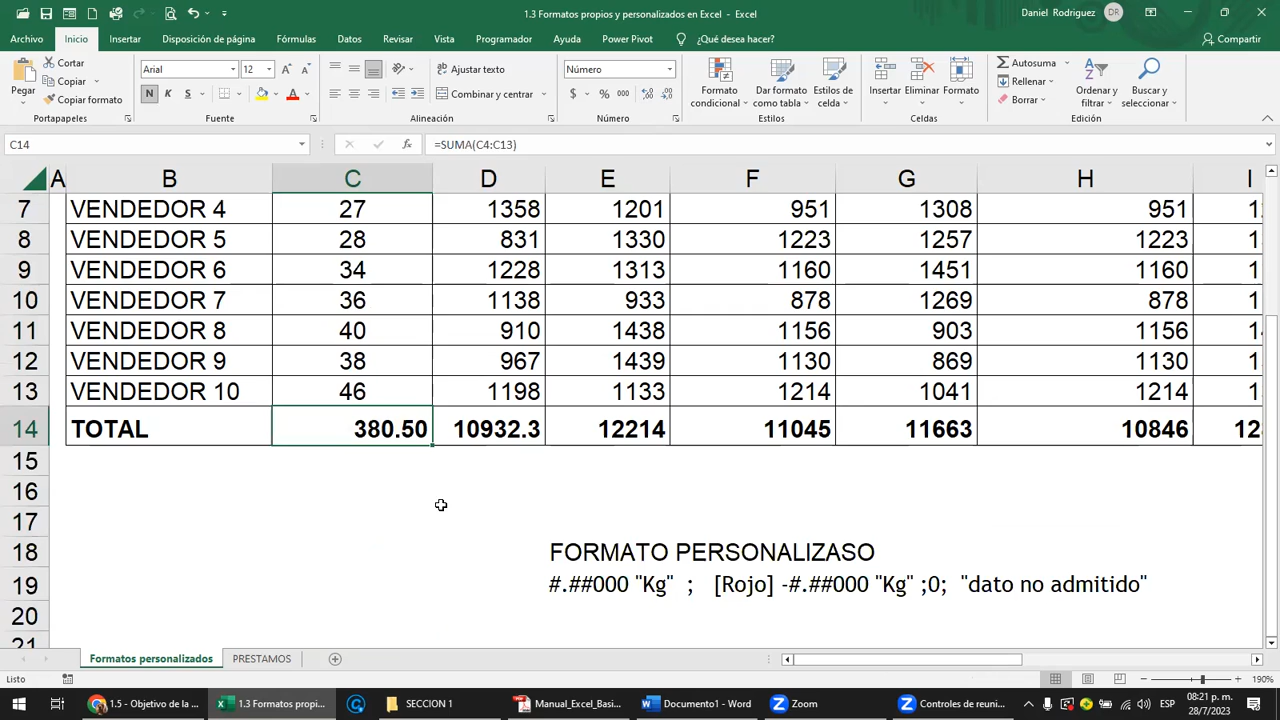 1.3 Formatos propios y personalizados en Excel - Excel
Daniel Rodriguez DR
Archivo Inicio Insertar Disposición de página Fórmulas Datos Revisar Vista Programador Ayuda Power Pivot ¿Qué desea hacer? Compartir
Pegar
Cortar
Copiar
Copiar formato
Portapapeles
Arial 12
N K S
Fuente
Ajustar texto
Combinar y centrar
Alineación
Número
$ % 000
Número
Formato condicional
Dar formato como tabla
Estilos de celda
Estilos
Insertar Eliminar Formato
Celdas
Autosuma
Rellenar
Borrar
Ordenar y filtrar
Buscar y seleccionar
Edición
C14 fx =SUMA(C4:C13)
A B C D E F G H I
7 VENDEDOR 4 27 1358 1201 951 1308 951
8 VENDEDOR 5 28 831 1330 1223 1257 1223
9 VENDEDOR 6 34 1228 1313 1160 1451 1160
10 VENDEDOR 7 36 1138 933 878 1269 878
11 VENDEDOR 8 40 910 1438 1156 903 1156
12 VENDEDOR 9 38 967 1439 1130 869 1130
13 VENDEDOR 10 46 1198 1133 1214 1041 1214
14 TOTAL 380.50 10932.3 12214 11045 11663 10846
15
16
17
18 FORMATO PERSONALIZASO
19 #.##000 "Kg" ; [Rojo] -#.##000 "Kg" ;0; "dato no admitido"
20
21
Formatos personalizados PRESTAMOS
Listo 190%
1.5 - Objetivo de la ... 1.3 Formatos propi... SECCION 1 Manual_Excel_Basi... Documento1 - Word Zoom Controles de reuni... ESP 08:21 p. m.
28/7/2023